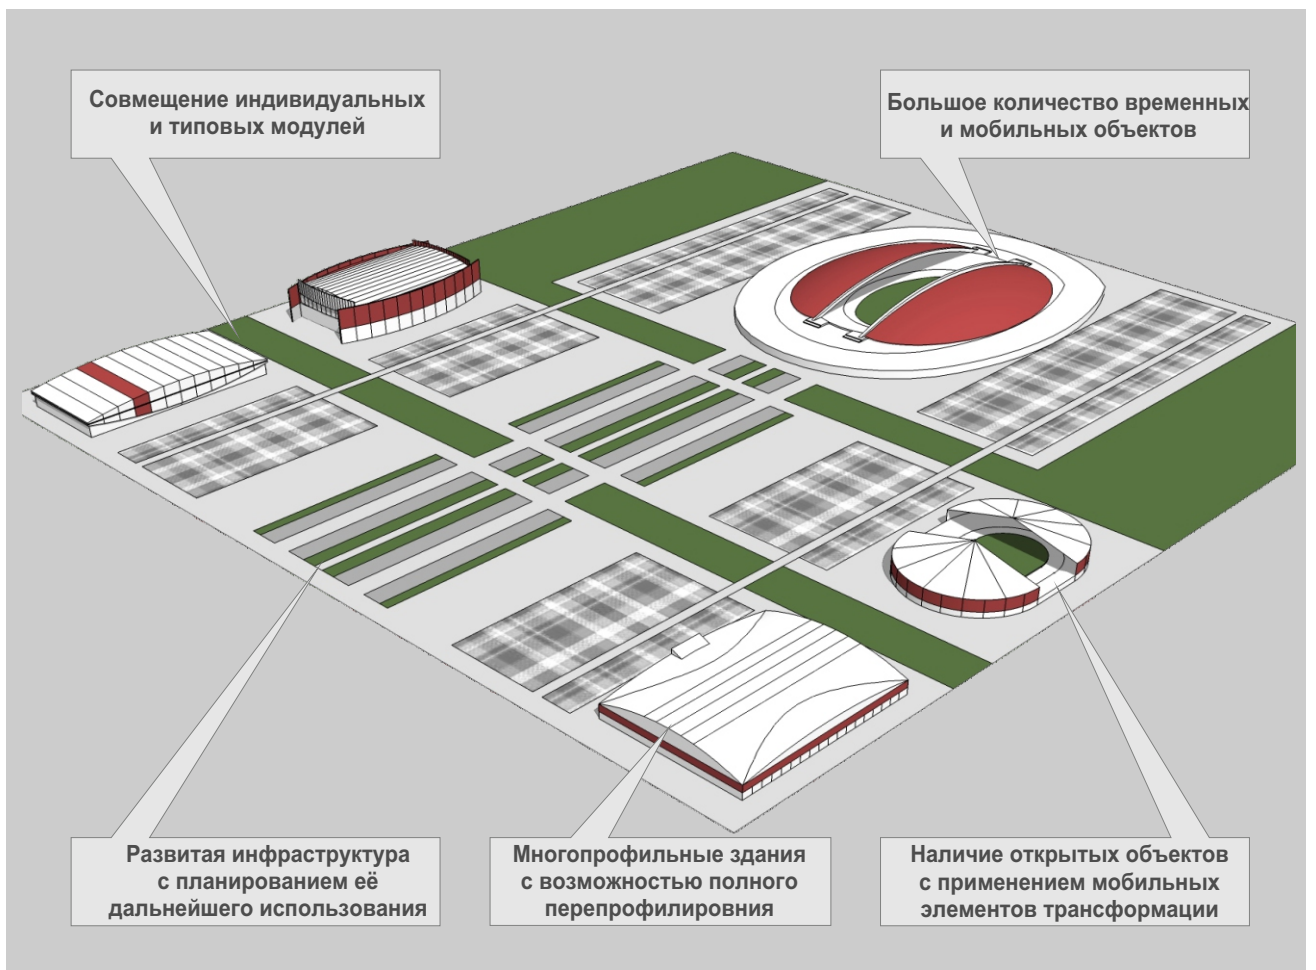 Совмещение индивидуальных
и типовых модулей
Большое количество временных
и мобильных объектов
Развитая инфраструктура
с планированием её
дальнейшего использования
Многопрофильные здания
с возможностью полного
перепрофилировния
Наличие открытых объектов
с применением мобильных
элементов трансформации